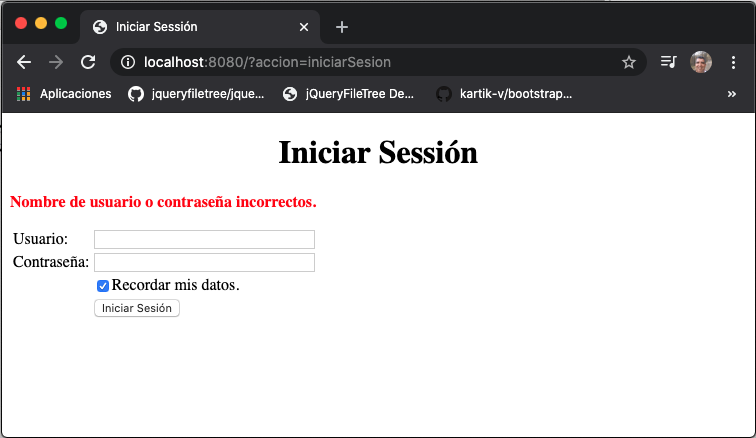 Iniciar Sessión
localhost:8080/?accion=iniciarSesion
Aplicaciones jqueryfiletree/jque... jQueryFileTree De... kartik-v/bootstrap... »
Iniciar Sessión
Nombre de usuario o contraseña incorrectos.
Usuario:
Contraseña:
Recordar mis datos.
Iniciar Sesión